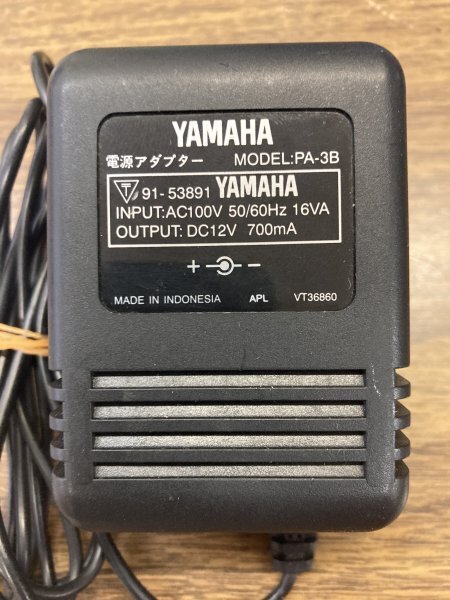 YAMAHA
電源アダプター MODEL:PA-3B
91-53891 YAMAHA
INPUT:AC100V 50/60Hz 16VA
OUTPUT: DC12V 700mA
+ −
MADE IN INDONESIA APL VT36860